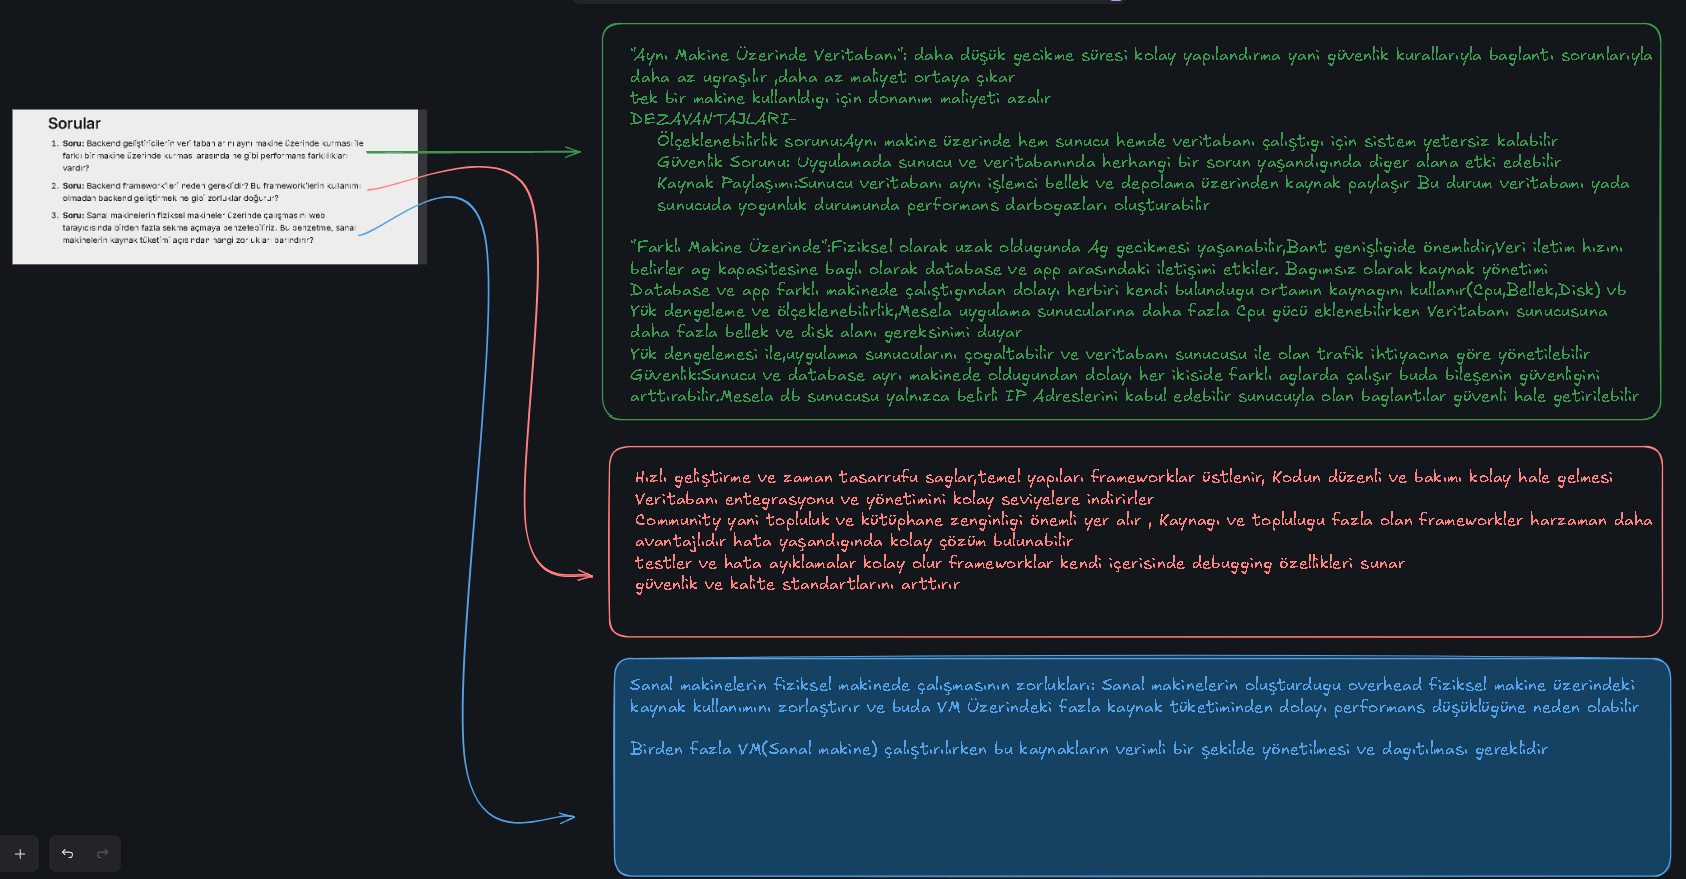 Sorular
1. Soru: Backend geliştiricilerin veri tabanlarını aynı makine üzerinde kurması ile
farklı bir makine üzerinde kurması arasında ne gibi performans farklılıkları
vardır?
2. Soru: Backend framework'leri neden gereklidir? Bu framework'lerin kullanımı
olmadan backend geliştirmek ne gibi zorluklar doğurur?
3. Soru: Sanal makinelerin fiziksel makineler üzerinde çalışmasını web
tarayıcısında birden fazla sekme açmaya benzetebiliriz. Bu benzetme, sanal
makinelerin kaynak tüketimi açısından hangi zorlukları barındırır?
"Aynı Makine Üzerinde Veritabanı": daha düşük gecikme süresi kolay yapılandırma yani güvenlik kurallarıyla baglantı sorunlarıyla
daha az ugraşılır ,daha az maliyet ortaya çıkar
tek bir makine kullanldıgı için donanım maliyeti azalır
DEZAVANTAJLARI-
Ölçeklenebilirlik sorunu:Aynı makine üzerinde hem sunucu hemde veritabanı çalıştıgı için sistem yetersiz kalabilir
Güvenlik Sorunu: Uygulamada sunucu ve veritabanında herhangi bir sorun yaşandıgında diger alana etki edebilir
Kaynak Paylaşımı:Sunucu veritabanı aynı işlemci bellek ve depolama üzerinden kaynak paylaşır Bu durum veritabamı yada
sunucuda yogunluk durumunda performans darbogazları oluşturabilir
"Farklı Makine Üzerinde":Fiziksel olarak uzak oldugunda Ag gecikmesi yaşanabilir,Bant genişligide önemlidir,Veri iletim hızını
belirler ag kapasitesine baglı olarak database ve app arasındaki iletişimi etkiler. Bagımsız olarak kaynak yönetimi
Database ve app farklı makinede çalıştıgından dolayı herbiri kendi bulundugu ortamın kaynagını kullanır(Cpu,Bellek,Disk) vb
Yük dengeleme ve ölçeklenebilirlik,Mesela uygulama sunucularına daha fazla Cpu gücü eklenebilirken Veritabanı sunucusuna
daha fazla bellek ve disk alanı gereksinimi duyar
Yük dengelemesi ile,uygulama sunucularını çogaltabilir ve veritabanı sunucusu ile olan trafik ihtiyacına göre yönetilebilir
Güvenlik:Sunucu ve database ayrı makinede oldugundan dolayı her ikiside farklı aglarda çalışır buda bileşenin güvenligini
arttırabilir.Mesela db sunucusu yalnızca belirli IP Adreslerini kabul edebilir sunucuyla olan baglantılar güvenli hale getirilebilir
Hızlı geliştirme ve zaman tasarrufu saglar,temel yapıları frameworklar üstlenir, Kodun düzenli ve bakımı kolay hale gelmesi
Veritabanı entegrasyonu ve yönetimini kolay seviyelere indirirler
Community yani topluluk ve kütüphane zenginligi önemli yer alır , Kaynagı ve toplulugu fazla olan frameworkler harzaman daha
avantajlıdır hata yaşandıgında kolay çözüm bulunabilir
testler ve hata ayıklamalar kolay olur frameworklar kendi içerisinde debugging özellikleri sunar
güvenlik ve kalite standartlarını arttırır
Sanal makinelerin fiziksel makinede çalışmasının zorlukları: Sanal makinelerin oluşturdugu overhead fiziksel makine üzerindeki
kaynak kullanımını zorlaştırır ve buda VM Üzerindeki fazla kaynak tüketiminden dolayı performans düşüklügüne neden olabilir
Birden fazla VM(Sanal makine) çalıştırılırken bu kaynakların verimli bir şekilde yönetilmesi ve dagıtılması gereklidir